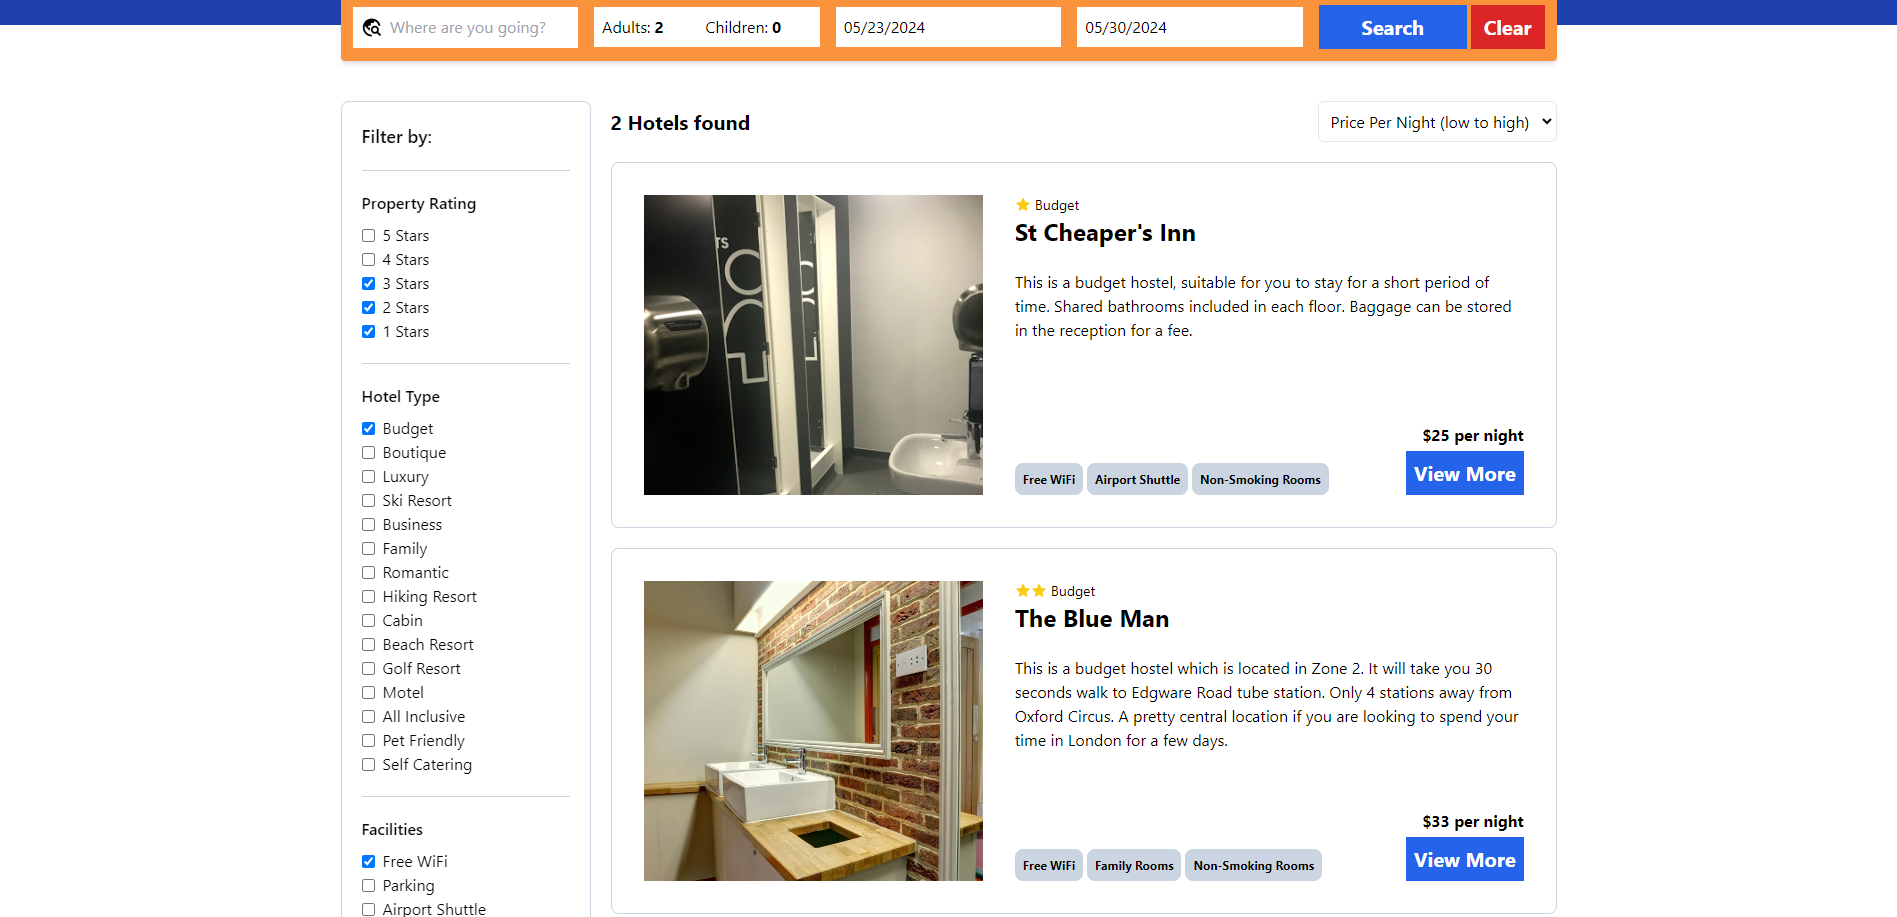 Where are you going?
Adults: 2 Children: 0
05/23/2024
05/30/2024
Search
Clear
Filter by:
Property Rating
5 Stars
4 Stars
3 Stars
2 Stars
1 Stars
Hotel Type
Budget
Boutique
Luxury
Ski Resort
Business
Family
Romantic
Hiking Resort
Cabin
Beach Resort
Golf Resort
Motel
All Inclusive
Pet Friendly
Self Catering
Facilities
Free WiFi
Parking
Airport Shuttle
2 Hotels found
Price Per Night (low to high)
Budget
St Cheaper's Inn
This is a budget hostel, suitable for you to stay for a short period of
time. Shared bathrooms included in each floor. Baggage can be stored
in the reception for a fee.
$25 per night
Free WiFi
Airport Shuttle
Non-Smoking Rooms
View More
Budget
The Blue Man
This is a budget hostel which is located in Zone 2. It will take you 30
seconds walk to Edgware Road tube station. Only 4 stations away from
Oxford Circus. A pretty central location if you are looking to spend your
time in London for a few days.
$33 per night
Free WiFi
Family Rooms
Non-Smoking Rooms
View More